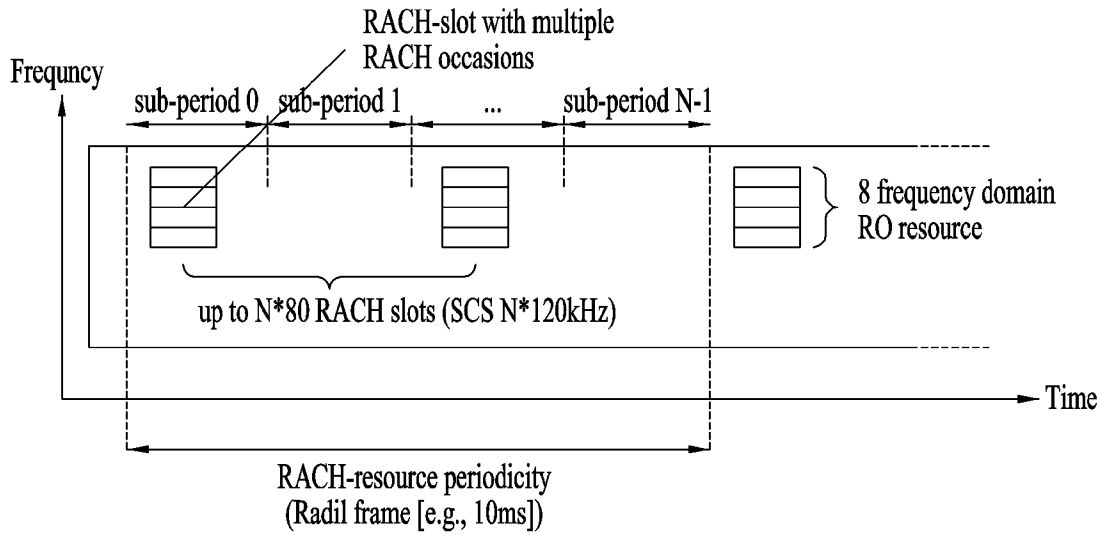 RACH-slot with multiple
RACH occasions
Frequncy
sub-period 0
sub-period 1
...
sub-period N-1
8 frequency domain
RO resource
up to N*80 RACH slots (SCS N*120kHz)
Time
RACH-resource periodicity
(Radil frame [e.g., 10ms])